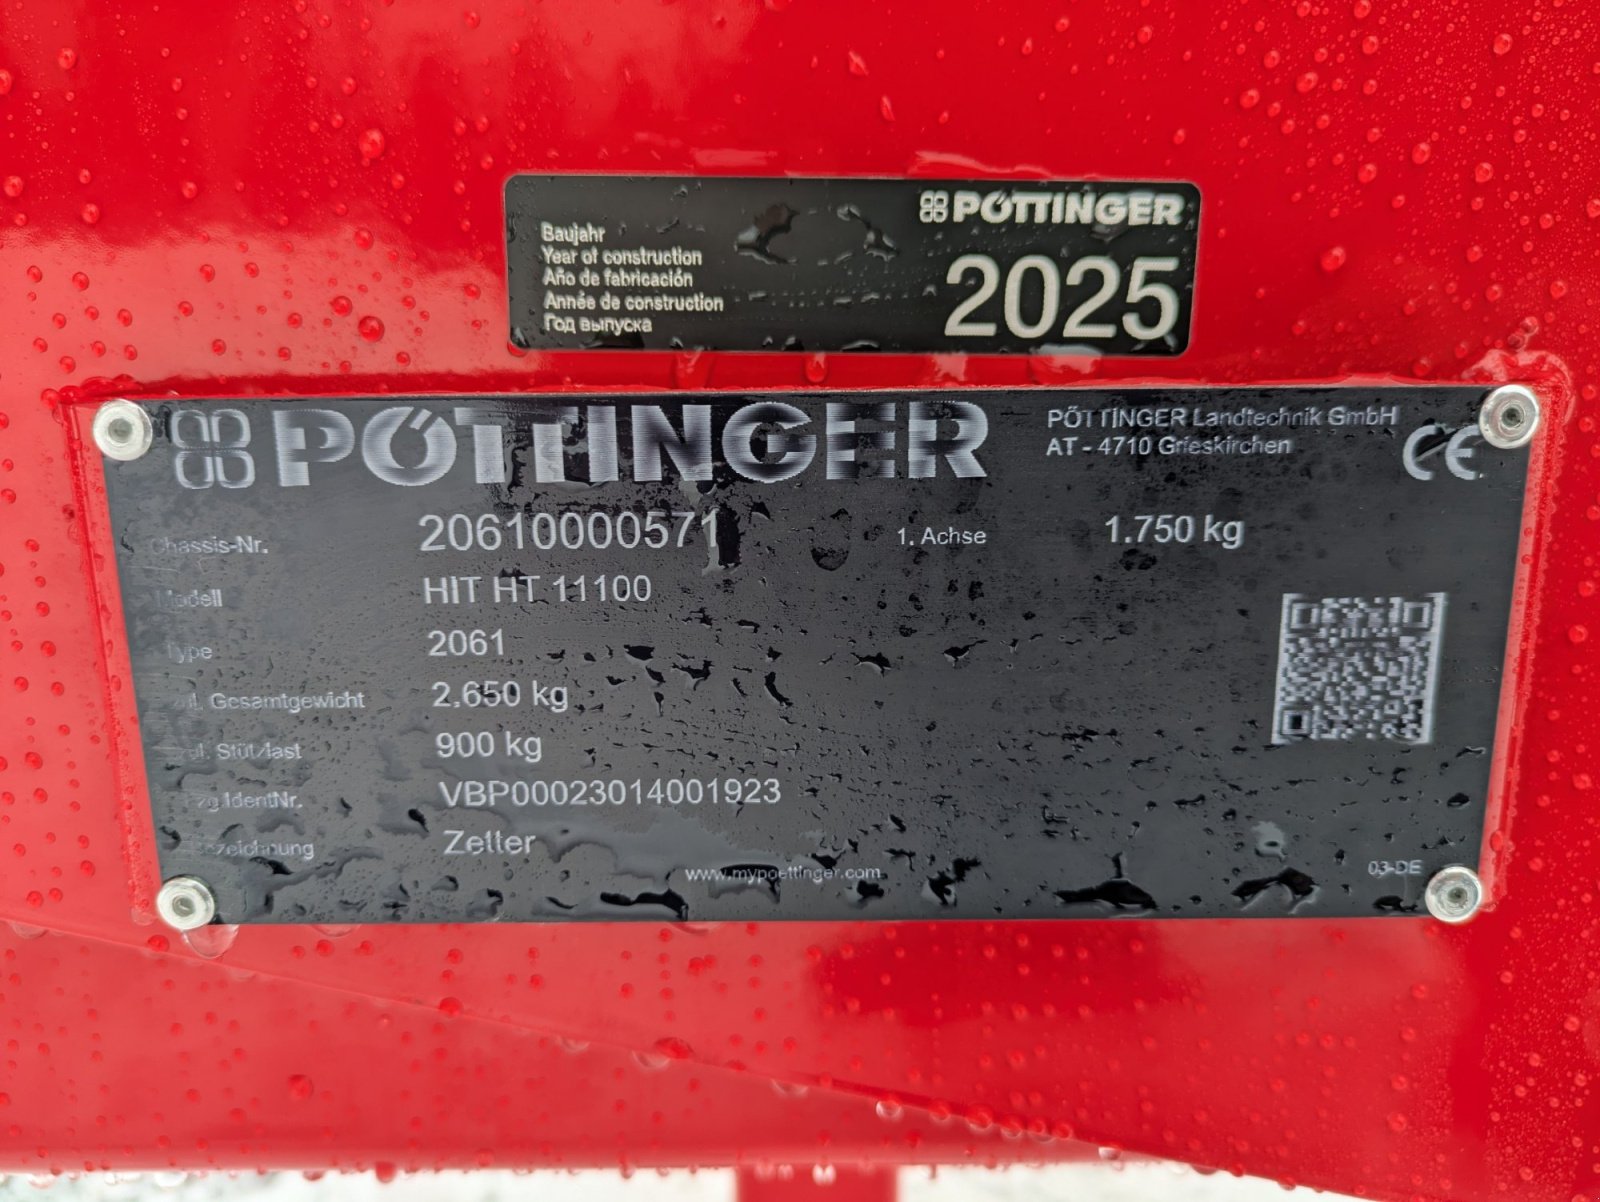 PÖTTINGER
Baujahr
Year of construction
Año de fabricación
Année de construction
Год выпуска
2025
PÖTTINGER
PÖTTINGER Landtechnik GmbH
AT - 4710 Grieskirchen
CE
Chassis-Nr. 20610000571 1. Achse 1.750 kg
Modell HIT HT 11100
Type 2061
Gesamtgewicht 2.650 kg
Stützlast 900 kg
IdentNr. VBP00023014001923
Zetter
www.mypoettinger.com
03-DE